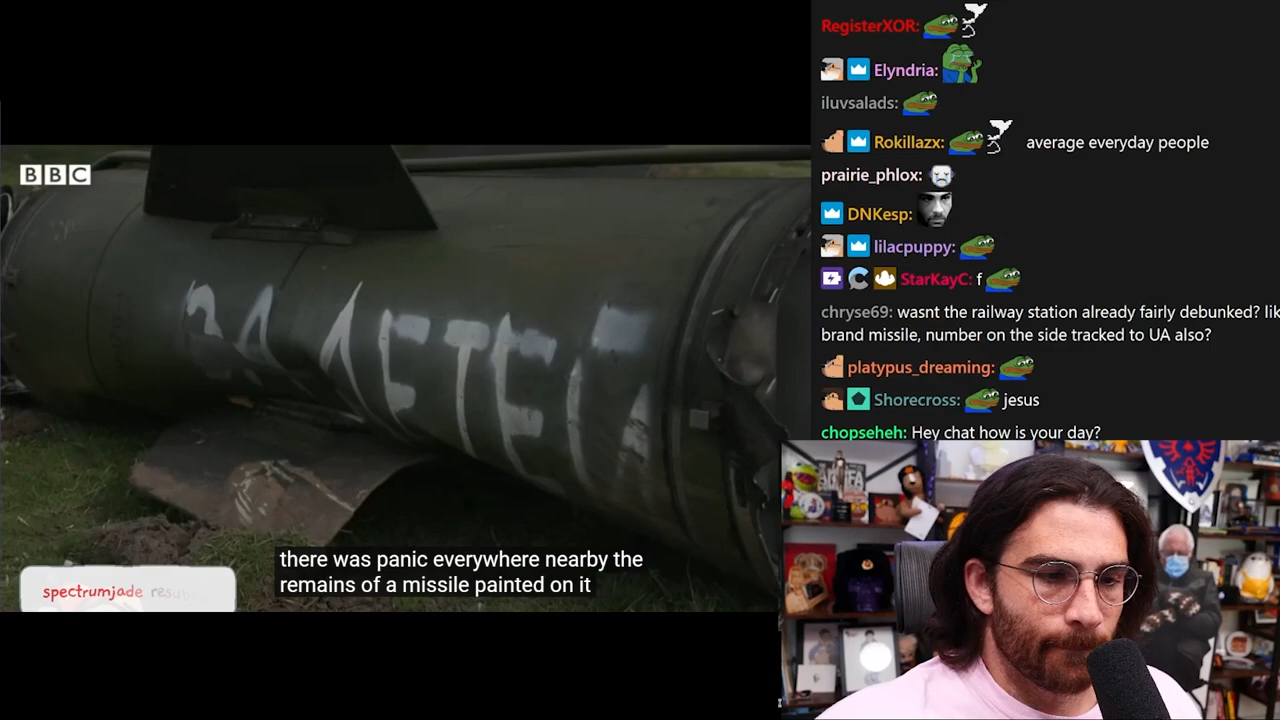 BBC
ЗА ДЕТЕЙ
there was panic everywhere nearby the
remains of a missile painted on it
spectrumjade resub
RegisterXOR:
Elyndria:
iluvsalads:
Rokillazx: average everyday people
prairie_phlox:
DNKesp:
lilacpuppy:
StarKayC: f
chryse69: wasnt the railway station already fairly debunked? lik
brand missile, number on the side tracked to UA also?
platypus_dreaming:
Shorecross: jesus
chopseheh: Hey chat how is your day?